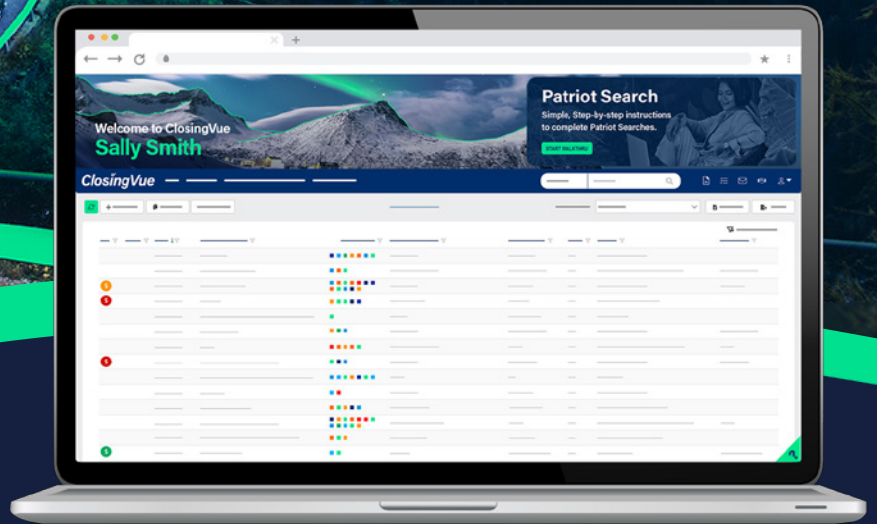 Patriot Search
Simple, Step-by-step instructions
to complete Patriot Searches.
START WALKTHRU
Welcome to ClosingVue
Sally Smith
ClosingVue